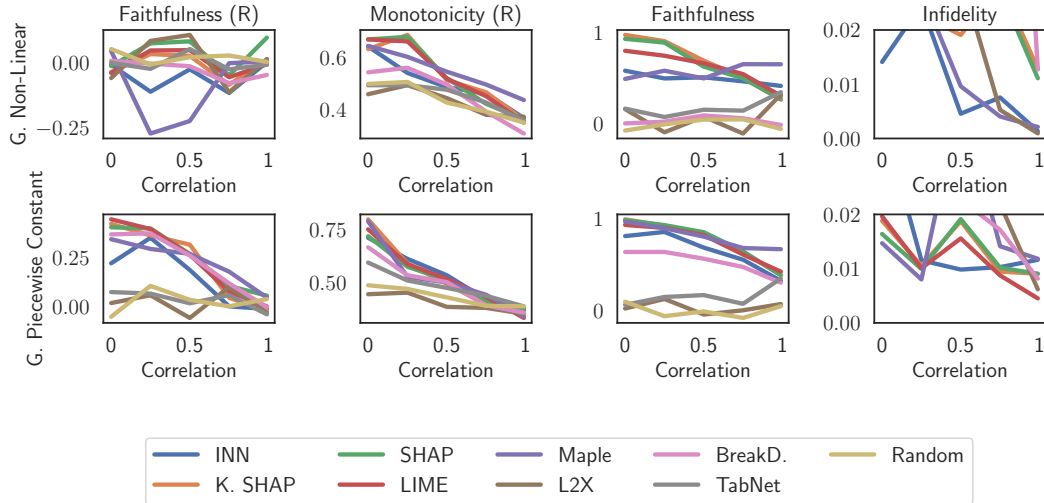 Faithfulness (R) Monotonicity (R) Faithfulness Infidelity
G. Non-Linear
0.00
−0.25
0 0.5 1
Correlation
0.6
0.4
0 0.5 1
Correlation
1
0
0 0.5 1
Correlation
0.02
0.01
0.00
0 0.5 1
Correlation
G. Piecewise Constant
0.25
0.00
0 0.5 1
Correlation
0.75
0.50
0 0.5 1
Correlation
1
0
0 0.5 1
Correlation
0.02
0.01
0.00
0 0.5 1
Correlation
INN SHAP Maple BreakD. Random
K. SHAP LIME L2X TabNet